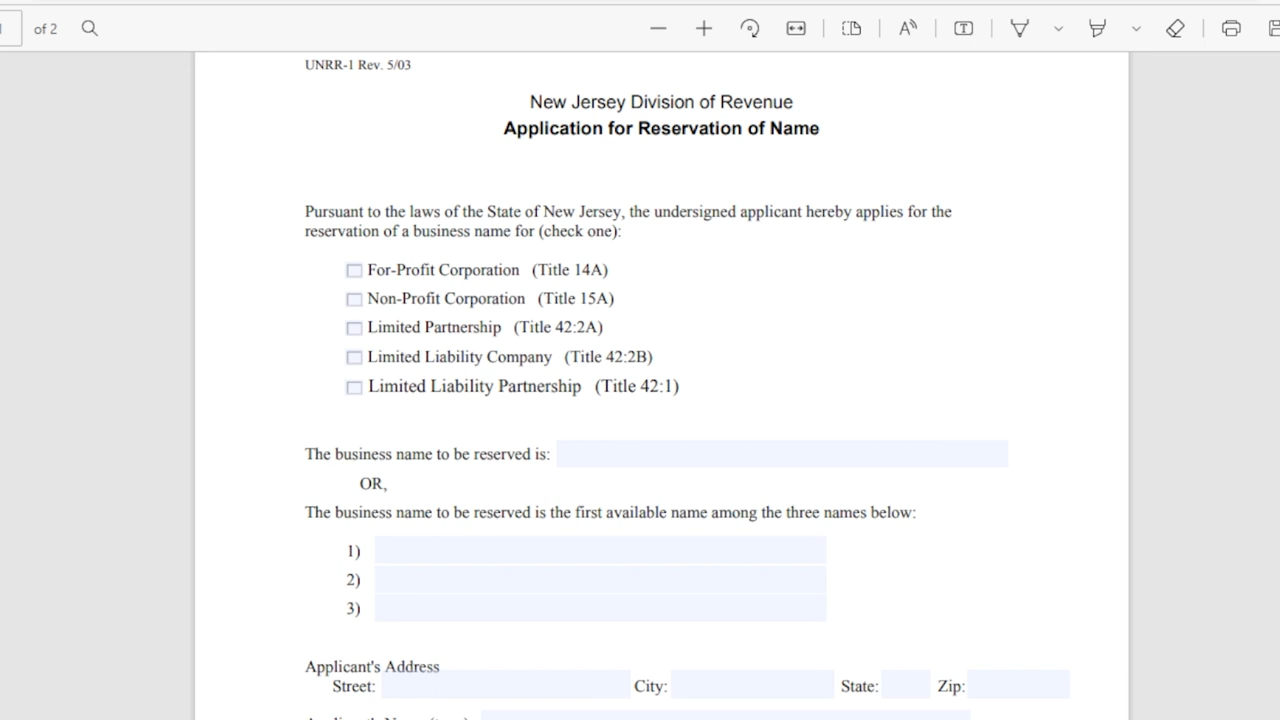 of 2
UNRR-1 Rev. 5/03
New Jersey Division of Revenue
Application for Reservation of Name
Pursuant to the laws of the State of New Jersey, the undersigned applicant hereby applies for the
reservation of a business name for (check one):
For-Profit Corporation (Title 14A)
Non-Profit Corporation (Title 15A)
Limited Partnership (Title 42:2A)
Limited Liability Company (Title 42:2B)
Limited Liability Partnership (Title 42:1)
The business name to be reserved is:
OR,
The business name to be reserved is the first available name among the three names below:
1)
2)
3)
Applicant's Address
Street: City: State: Zip: